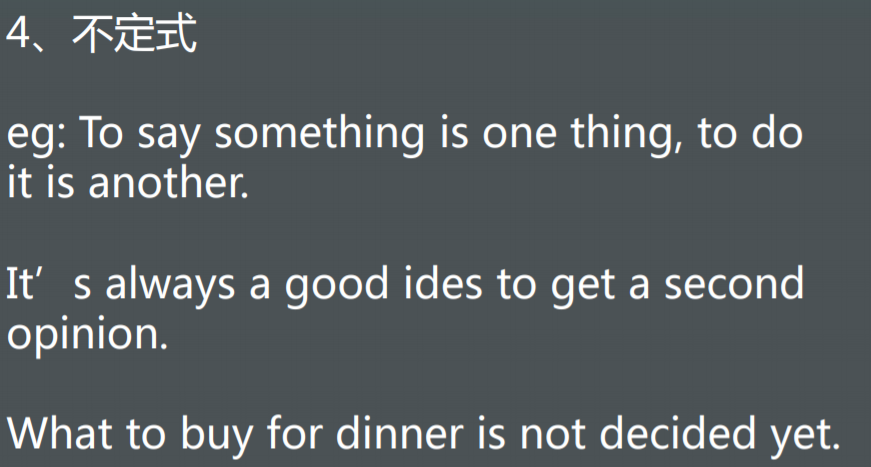 4、不定式
eg: To say something is one thing, to do
it is another.
It’s always a good ides to get a second
opinion.
What to buy for dinner is not decided yet.